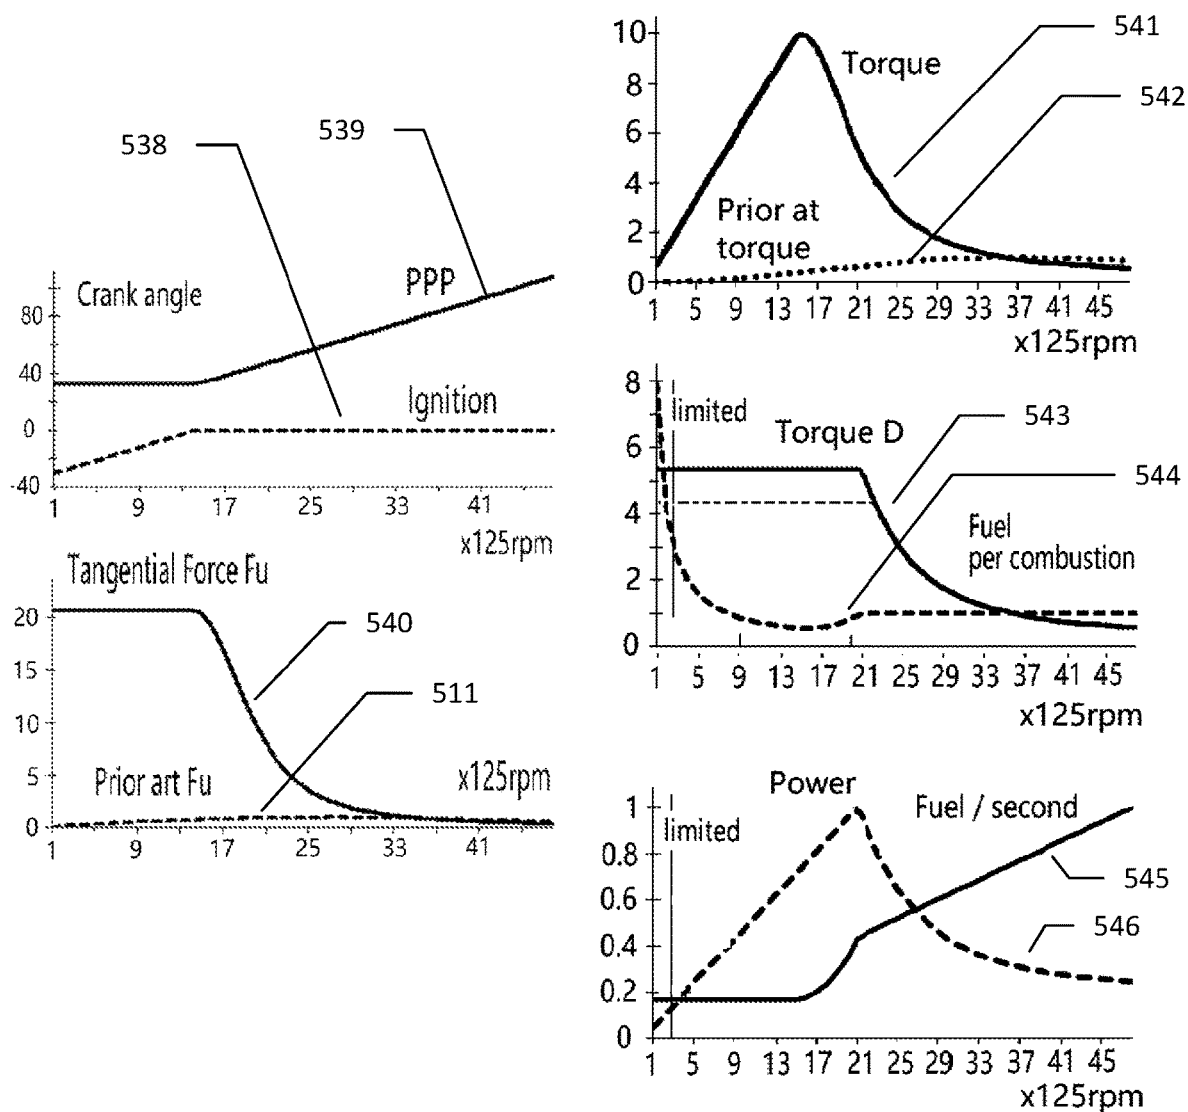 538
539
Crank angle
PPP
Ignition
80
40
0
-40
1 9 17 25 33 41
x125rpm
Tangential Force Fu
20
15
10
5
0
540
511
Prior art Fu
x125rpm
1 9 17 25 33 41
10
8
6
4
2
0
Torque
541
542
Prior at
torque
1 5 9 13 17 21 25 29 33 37 41 45
x125rpm
8
6
4
2
0
limited
Torque D
543
544
Fuel
per combustion
1 5 9 13 17 21 25 29 33 37 41 45
x125rpm
Power
Fuel / second
1
0.8
0.6
0.4
0.2
0
limited
545
546
1 5 9 13 17 21 25 29 33 37 41 45
x125rpm